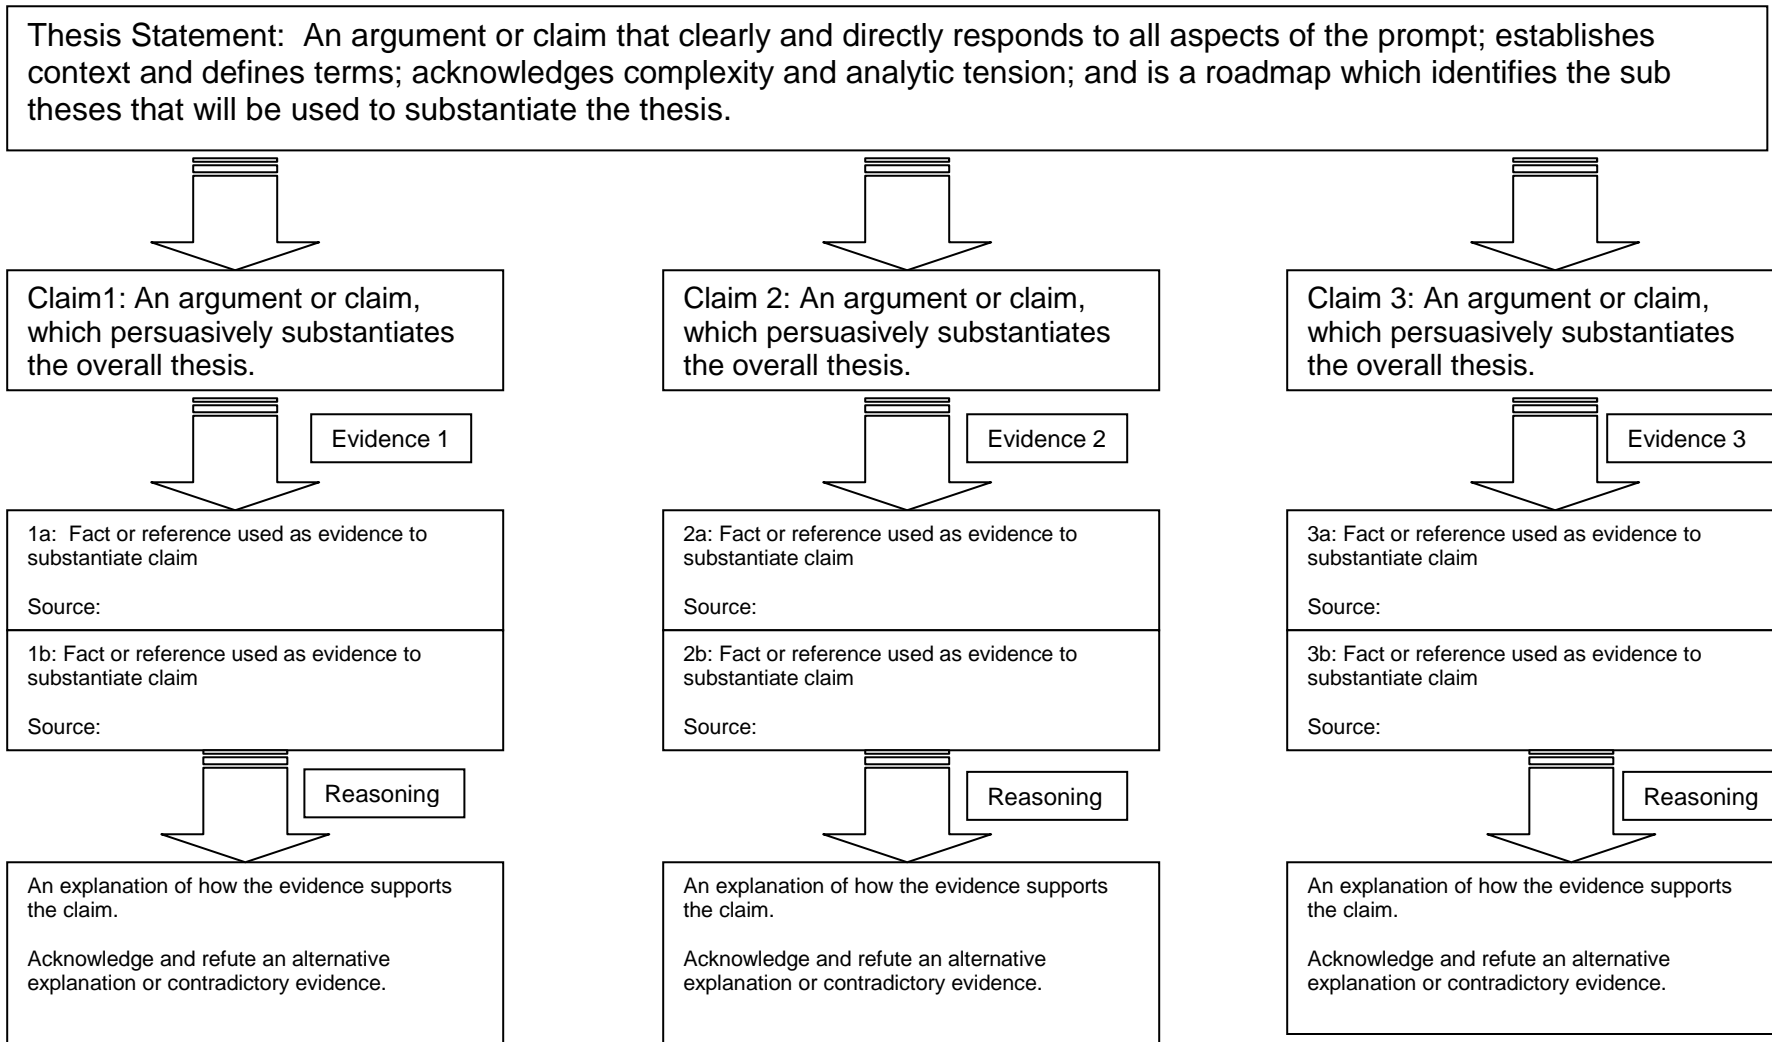 Thesis Statement:  An argument or claim that clearly and directly responds to all aspects of the prompt; establishes
context and defines terms; acknowledges complexity and analytic tension; and is a roadmap which identifies the sub
theses that will be used to substantiate the thesis.
Claim1: An argument or claim,
which persuasively substantiates
the overall thesis.
Claim 2: An argument or claim,
which persuasively substantiates
the overall thesis.
Claim 3: An argument or claim,
which persuasively substantiates
the overall thesis.
Evidence 1
Evidence 2
Evidence 3
1a:  Fact or reference used as evidence to
substantiate claim
Source:
2a: Fact or reference used as evidence to
substantiate claim
Source:
3a: Fact or reference used as evidence to
substantiate claim
Source:
1b: Fact or reference used as evidence to
substantiate claim
Source:
2b: Fact or reference used as evidence to
substantiate claim
Source:
3b: Fact or reference used as evidence to
substantiate claim
Source:
Reasoning
Reasoning
Reasoning
An explanation of how the evidence supports
the claim.
Acknowledge and refute an alternative
explanation or contradictory evidence.
An explanation of how the evidence supports
the claim.
Acknowledge and refute an alternative
explanation or contradictory evidence.
An explanation of how the evidence supports
the claim.
Acknowledge and refute an alternative
explanation or contradictory evidence.